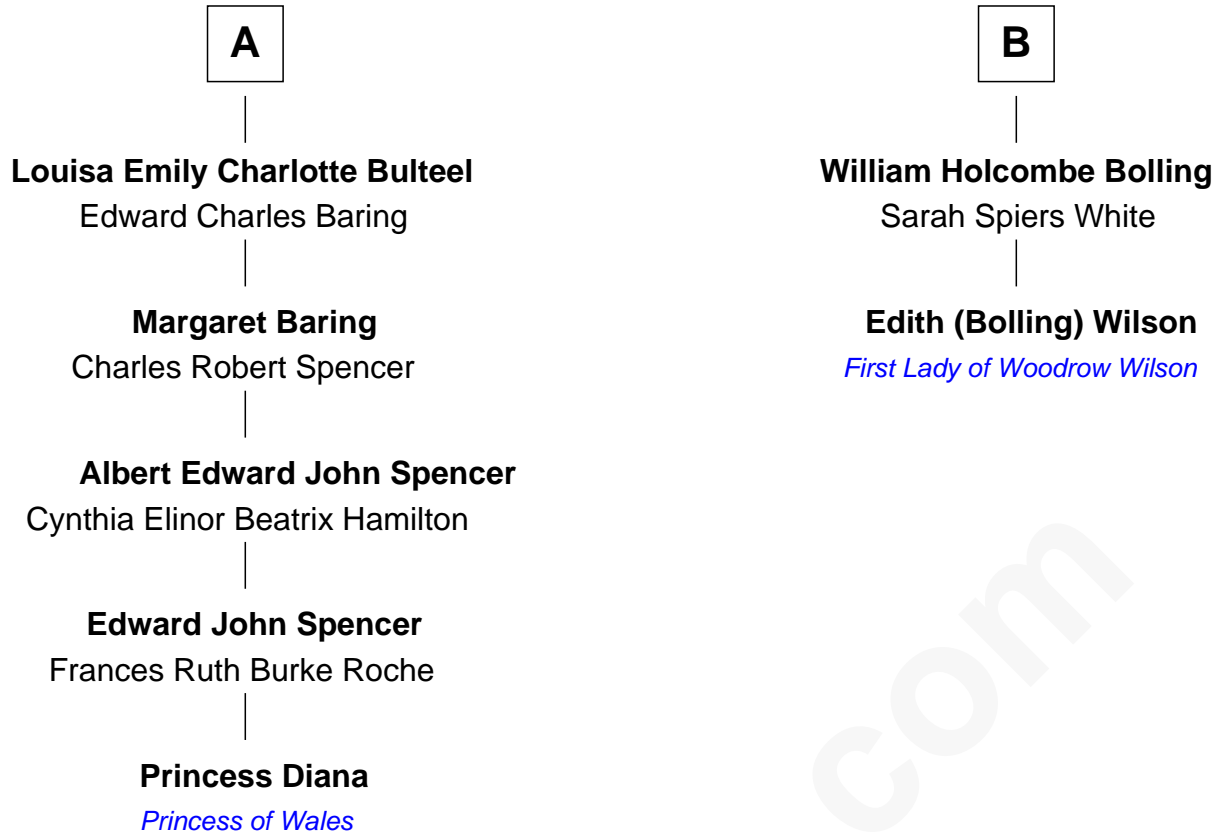 A
Louisa Emily Charlotte Bulteel
Edward Charles Baring
Margaret Baring
Charles Robert Spencer
Albert Edward John Spencer
Cynthia Elinor Beatrix Hamilton
Edward John Spencer
Frances Ruth Burke Roche
Princess Diana
Princess of Wales
B
William Holcombe Bolling
Sarah Spiers White
Edith (Bolling) Wilson
First Lady of Woodrow Wilson
com